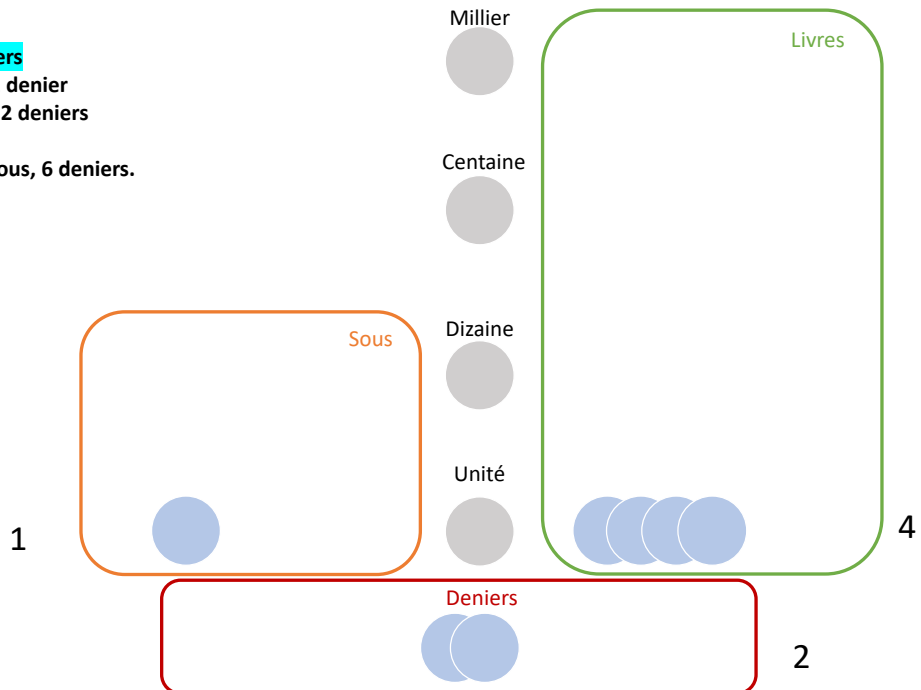 ers
denier
2 deniers
ous, 6 deniers.
Millier
Livres
Centaine
Sous
Dizaine
Unité
1
4
Deniers
2